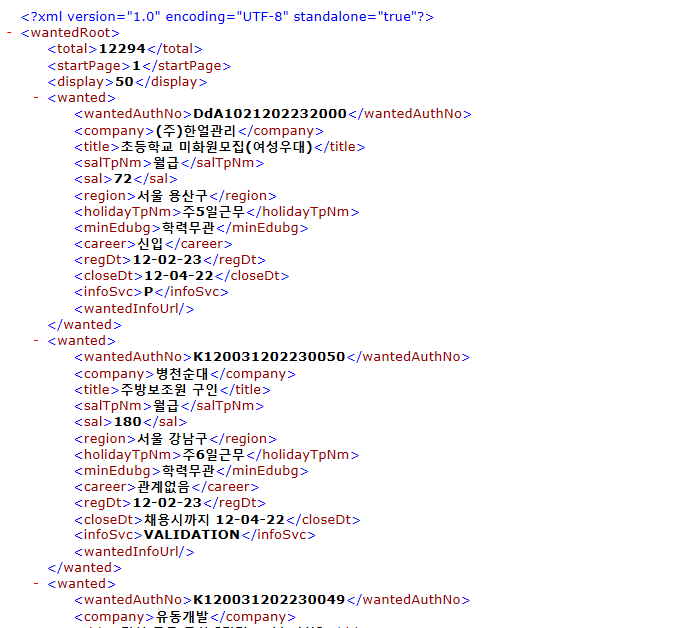 <?xml version="1.0" encoding="UTF-8" standalone="true"?>
- <wantedRoot>
<total>12294</total>
<startPage>1</startPage>
<display>50</display>
- <wanted>
<wantedAuthNo>DdA1021202232000</wantedAuthNo>
<company>(주)한얼관리</company>
<title>초등학교 미화원모집(여성우대)</title>
<salTpNm>월급</salTpNm>
<sal>72</sal>
<region>서울 용산구</region>
<holidayTpNm>주5일근무</holidayTpNm>
<minEdubg>학력무관</minEdubg>
<career>신입</career>
<regDt>12-02-23</regDt>
<closeDt>12-04-22</closeDt>
<infoSvc>P</infoSvc>
<wantedInfoUrl/>
</wanted>
- <wanted>
<wantedAuthNo>K120031202230050</wantedAuthNo>
<company>병천순대</company>
<title>주방보조원 구인</title>
<salTpNm>월급</salTpNm>
<sal>180</sal>
<region>서울 강남구</region>
<holidayTpNm>주6일근무</holidayTpNm>
<minEdubg>학력무관</minEdubg>
<career>관계없음</career>
<regDt>12-02-23</regDt>
<closeDt>채용시까지 12-04-22</closeDt>
<infoSvc>VALIDATION</infoSvc>
<wantedInfoUrl/>
</wanted>
- <wanted>
<wantedAuthNo>K120031202230049</wantedAuthNo>
<company>유동개발</company>